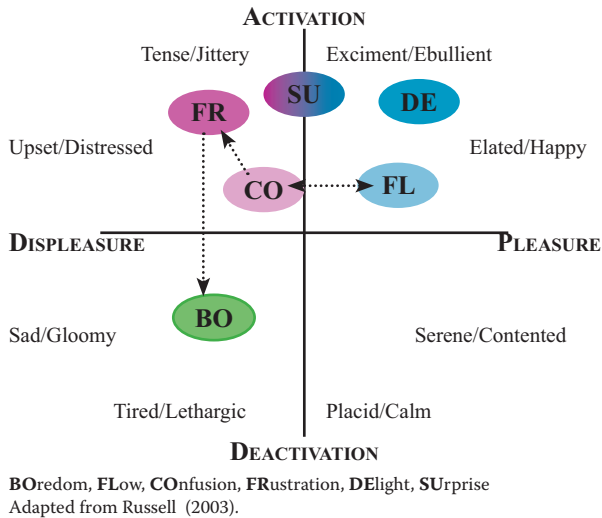 ACTIVATION
Tense/Jittery Exciment/Ebullient
SU
DE
FR
Upset/Distressed Elated/Happy
CO FL
DISPLEASURE PLEASURE
BO
Sad/Gloomy Serene/Contented
Tired/Lethargic Placid/Calm
DEACTIVATION
BOredom, FLow, COnfusion, FRustration, DElight, SUrprise
Adapted from Russell (2003).